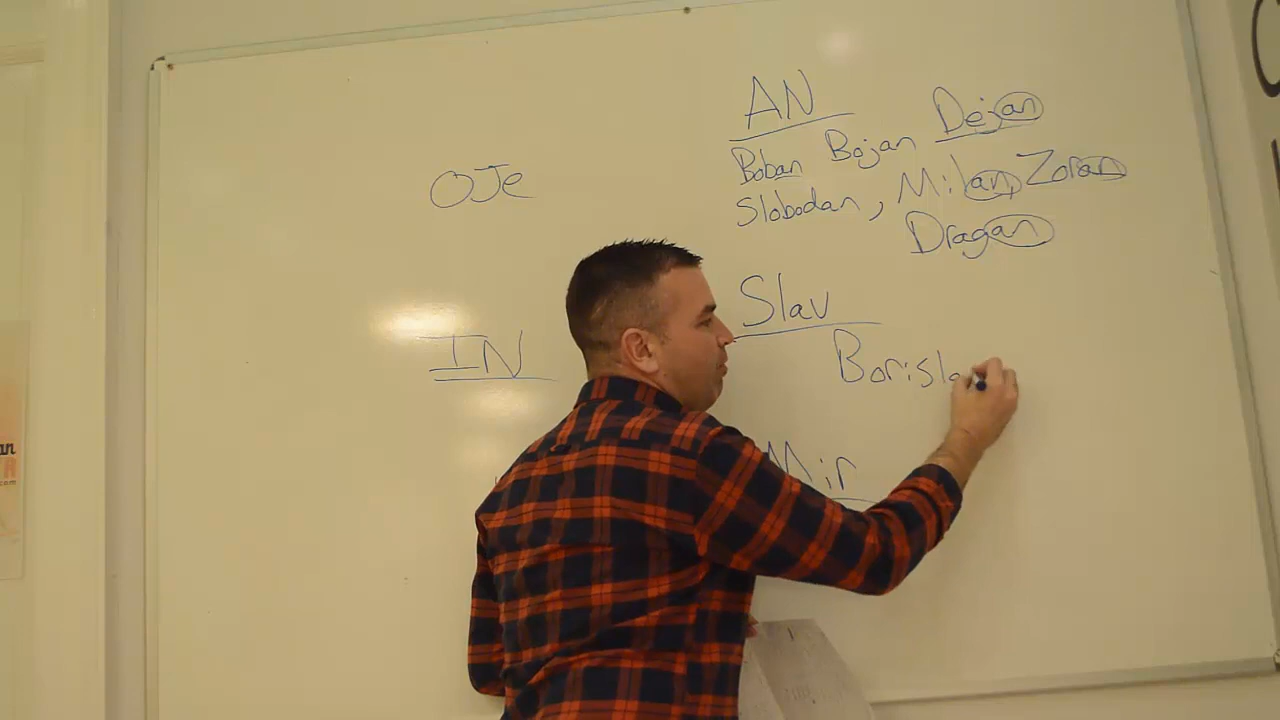 AN
Boban Bojan Dejan
Slobodan, Milan, Zoran
Dragan
OJe
Slav
IN
Borisla
Mir